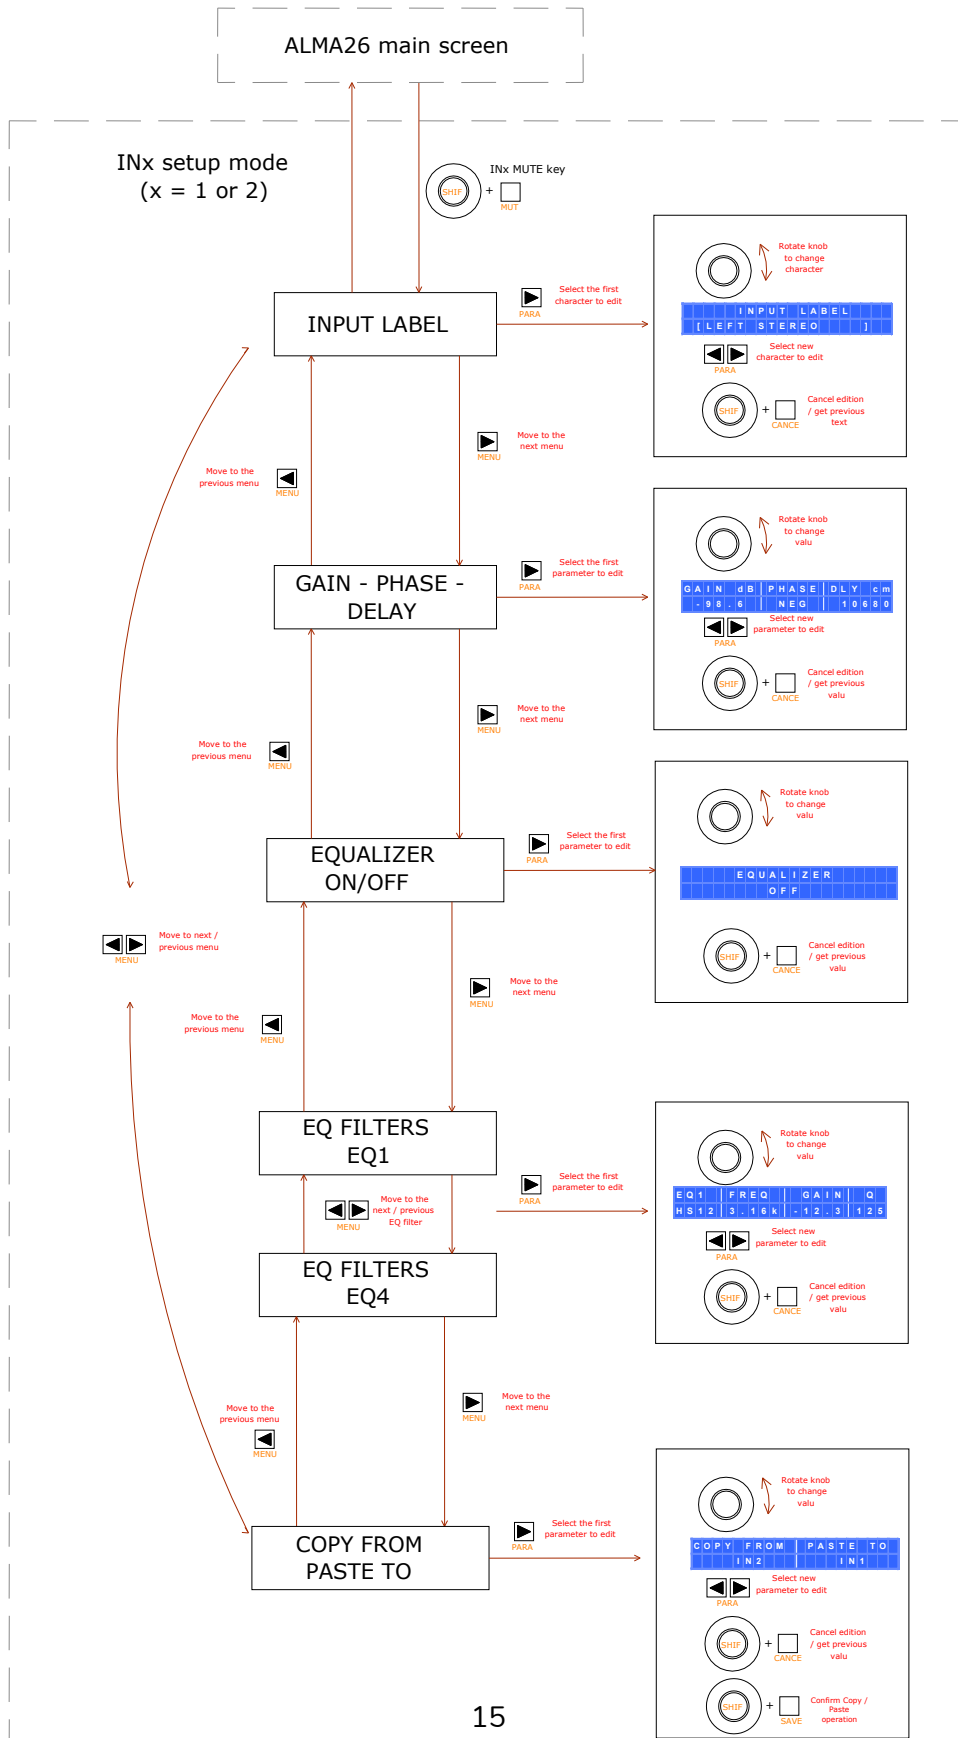 ALMA26 main screen
INx setup mode
(x = 1 or 2)
INx MUTE key
SHIF
+
MUT
Rotate knob
to change
character
Select the first
character to edit
PARA
INPUT LABEL
INPUT LABEL
[LEFT STEREO ]
Select new
character to edit
PARA
SHIF
+
CANCE
Cancel edition
/ get previous
text
Move to the
next menu
MENU
Move to the
previous menu
MENU
Rotate knob
to change
valu
Select the first
parameter to edit
PARA
GAIN - PHASE -
DELAY
GAIN dB|PHASE|DLY cm
-98.6 NEG | 10680
Select new
parameter to edit
PARA
SHIF
+
CANCE
Cancel edition
/ get previous
valu
Move to the
next menu
MENU
Move to the
previous menu
MENU
Rotate knob
to change
valu
Select the first
parameter to edit
PARA
EQUALIZER
ON/OFF
EQUALIZER
OFF
SHIF
+
CANCE
Cancel edition
/ get previous
valu
Move to next /
previous menu
MENU
Move to the
next menu
MENU
Move to the
previous menu
MENU
Rotate knob
to change
valu
EQ FILTERS
EQ1
Select the first
parameter to edit
PARA
EQ1 |FREQ | GAIN| Q
HS12|3.16k|-12.3|125
Move to the
next / previous
EQ filter
MENU
Select new
parameter to edit
PARA
EQ FILTERS
EQ4
SHIF
+
CANCE
Cancel edition
/ get previous
valu
Move to the
next menu
MENU
Move to the
previous menu
MENU
Rotate knob
to change
valu
Select the first
parameter to edit
PARA
COPY FROM
PASTE TO
COPY FROM | PASTE TO
IN2 | IN1
Select new
parameter to edit
PARA
SHIF
+
CANCE
Cancel edition
/ get previous
valu
SHIF
+
SAVE
Confirm Copy /
Paste
operation
15